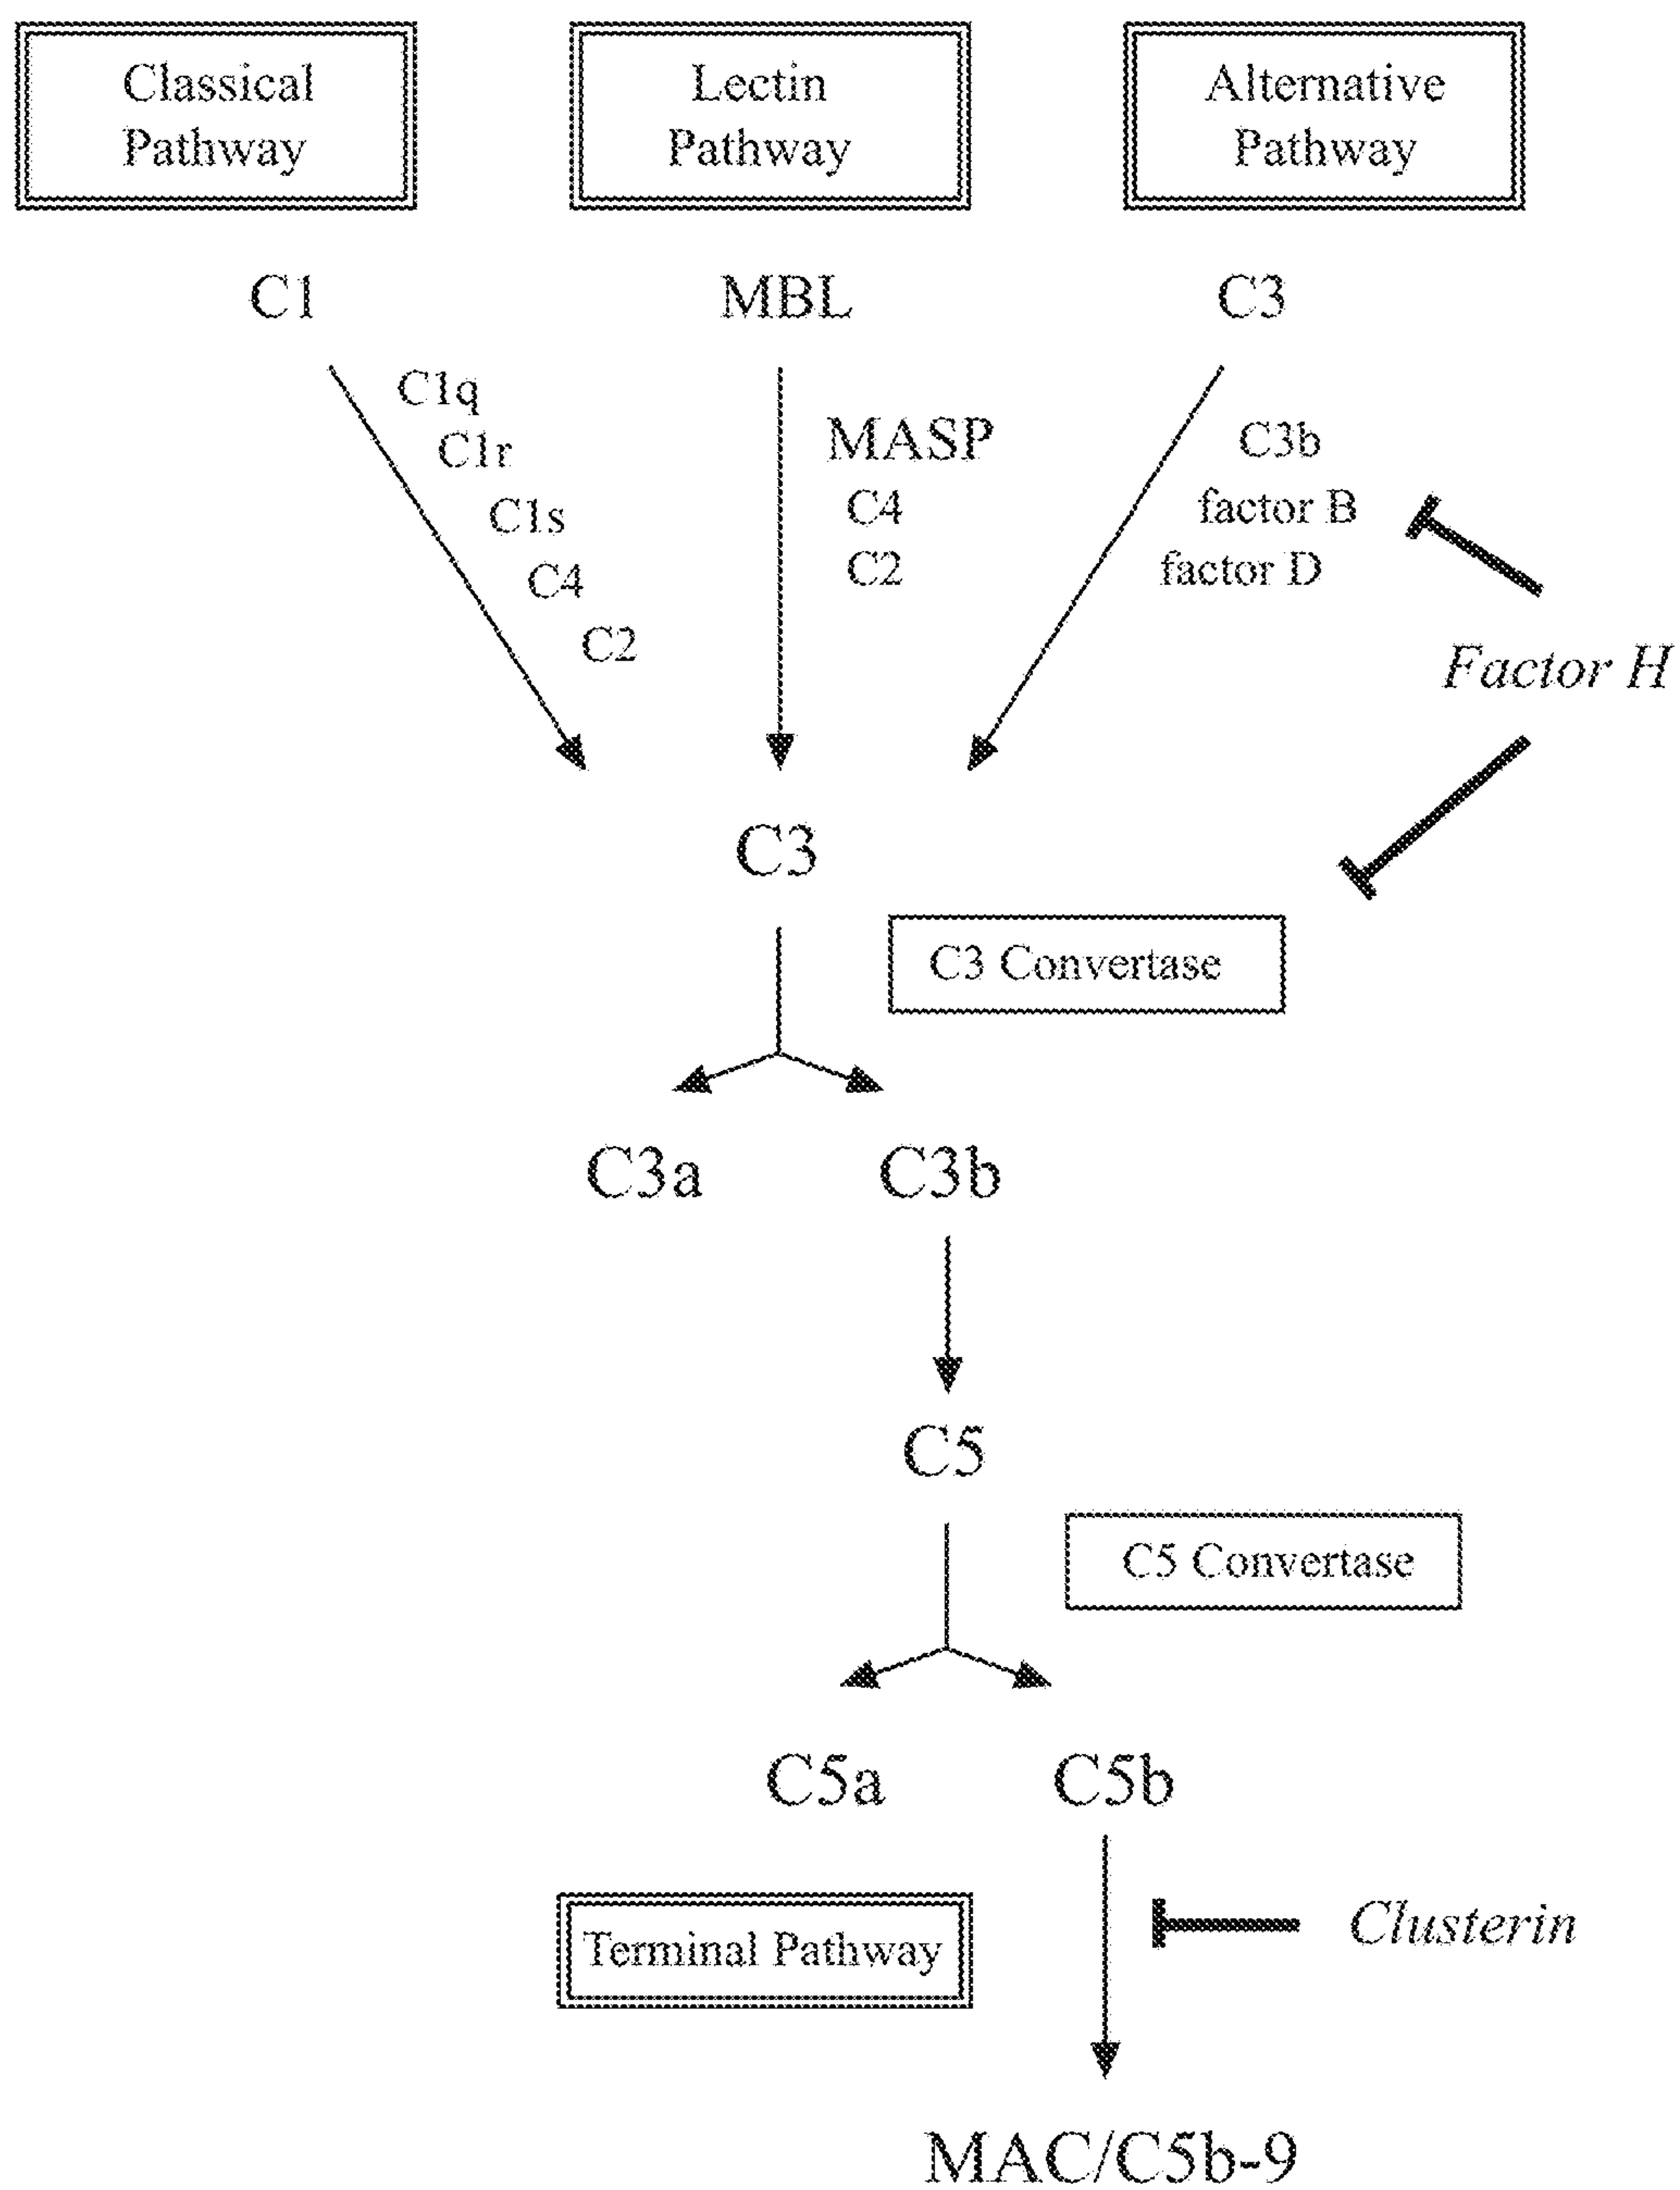 Classical
Pathway
Lectin
Pathway
Alternative
Pathway
C1
MBL
C3
C1q
C1r
C1s
C4
C2
MASP
C4
C2
C3b
factor B
factor D
Factor H
C3
C3 Convertase
C3a
C3b
C5
C5 Convertase
C5a
C5b
Terminal Pathway
Clusterin
MAC/C5b-9